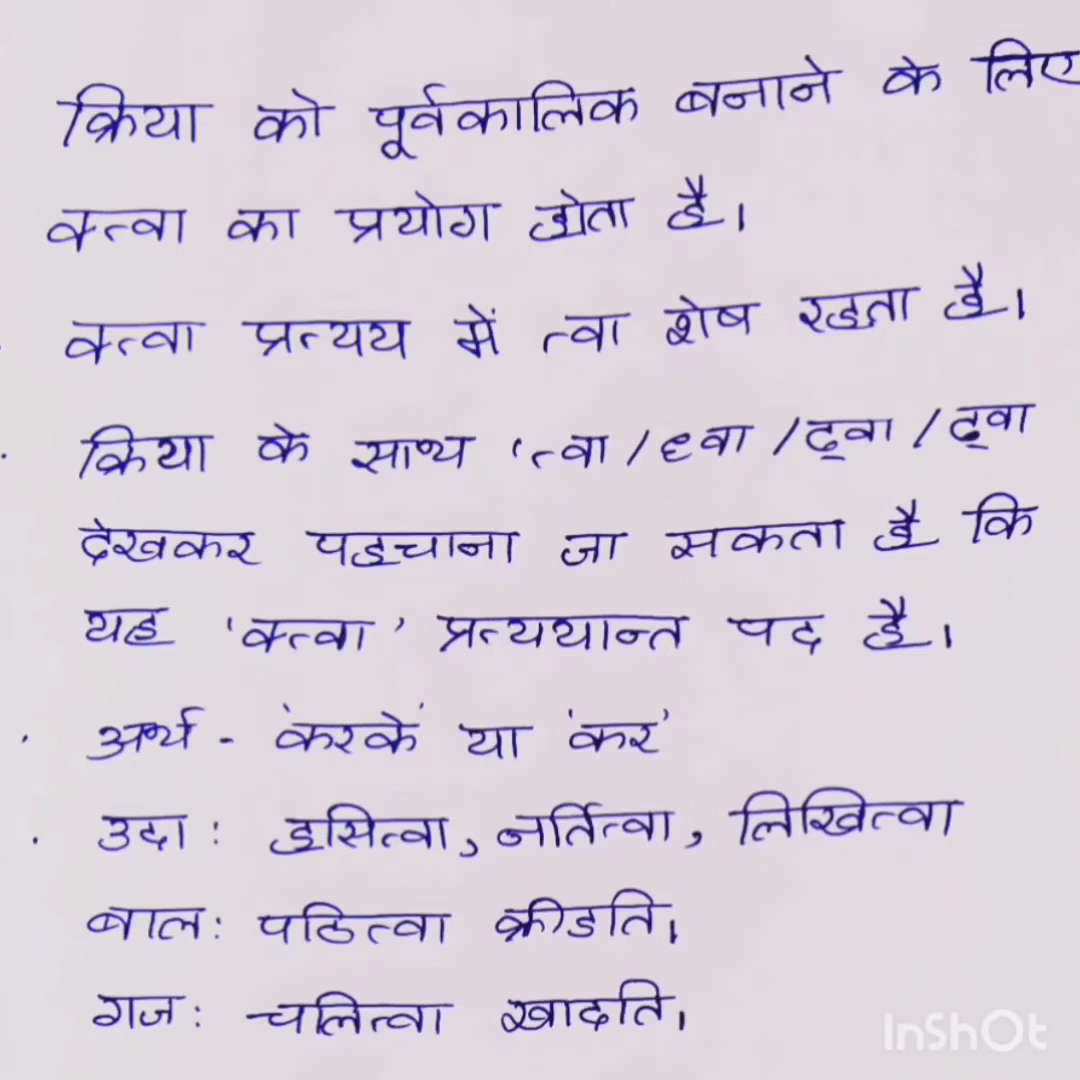 क्रिया को पूर्वकालिक बनाने के लिए
क्त्वा का प्रयोग होता है।
क्त्वा प्रत्यय में त्वा शेष रहता है।
क्रिया के साथ 'त्वा / ध्वा / ट्वा / ढ्वा
देखकर पहचाना जा सकता है कि
यह 'क्त्वा' प्रत्ययान्त पद है।
अर्थ - 'करके' या 'कर'
उदा : हसित्वा, नर्तित्वा, लिखित्वा
बाल: पठित्वा क्रीडति।
गज: चलित्वा खादति।
InShOt